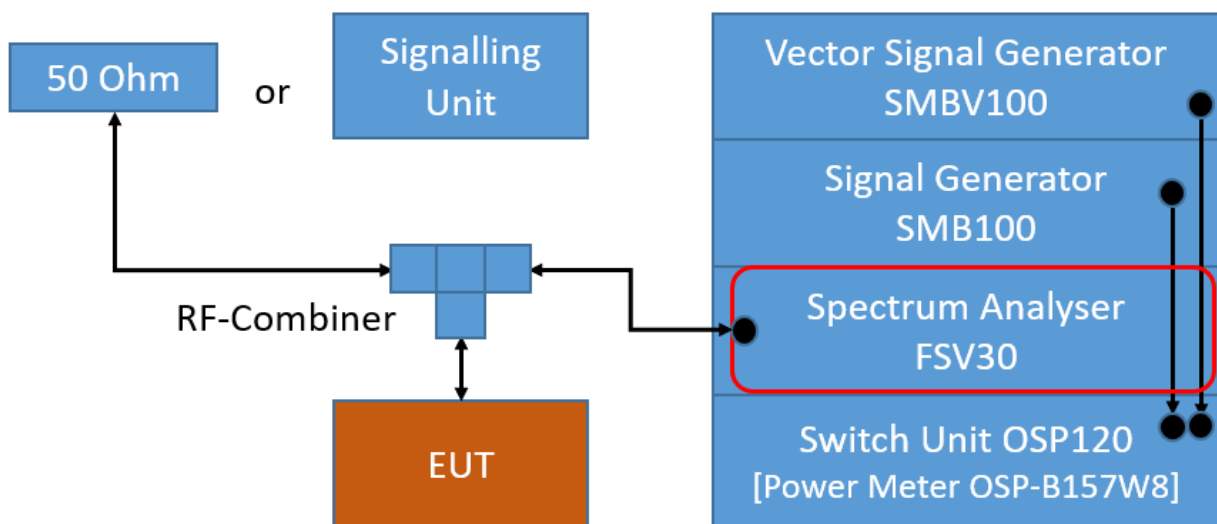 50 Ohm
or
Signalling
Unit
Vector Signal Generator
SMBV100
Signal Generator
SMB100
RF-Combiner
Spectrum Analyser
FSV30
EUT
Switch Unit OSP120
[Power Meter OSP-B157W8]